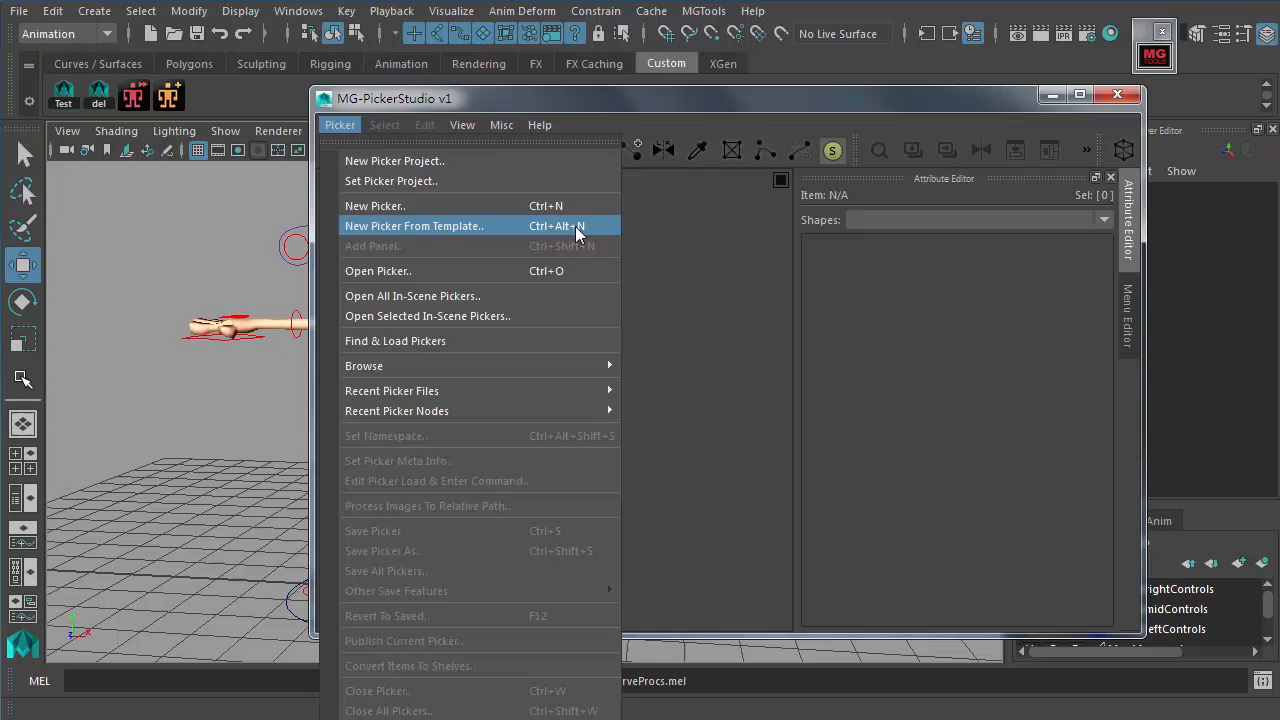 File Edit Create Select Modify Display Windows Key Playback Visualize Anim Deform Constrain Cache MGTools Help
Animation No Live Surface
MG
TOOLS
Curves / Surfaces Polygons Sculpting Rigging Animation Rendering FX FX Caching Custom XGen
Test del
MG-PickerStudio v1
View Shading Lighting Show Renderer
Picker Select Edit View Misc Help
yer Editor
S
Show
New Picker Project..
Set Picker Project..
New Picker.. Ctrl+N
New Picker From Template.. Ctrl+Alt+N
Add Panel.. Ctrl+Shift+N
Open Picker.. Ctrl+O
Open All In-Scene Pickers..
Open Selected In-Scene Pickers..
Find & Load Pickers
Browse
Recent Picker Files
Recent Picker Nodes
Set Namespace.. Ctrl+Alt+Shift+S
Set Picker Meta Info..
Edit Picker Load & Enter Command..
Process Images To Relative Path..
Save Picker Ctrl+S
Save Picker As.. Ctrl+Shift+S
Save All Pickers..
Other Save Features
Revert To Saved.. F12
Publish Current Picker..
Convert Items To Shelves..
Close Picker.. Ctrl+W
Close All Pickers.. Ctrl+Shift+W
Attribute Editor
Item: N/A Sel: [ 0 ]
Shapes:
Attribute Editor
Menu Editor
Anim
rightControls
midControls
LeftControls
z x
MEL
rveProcs.mel